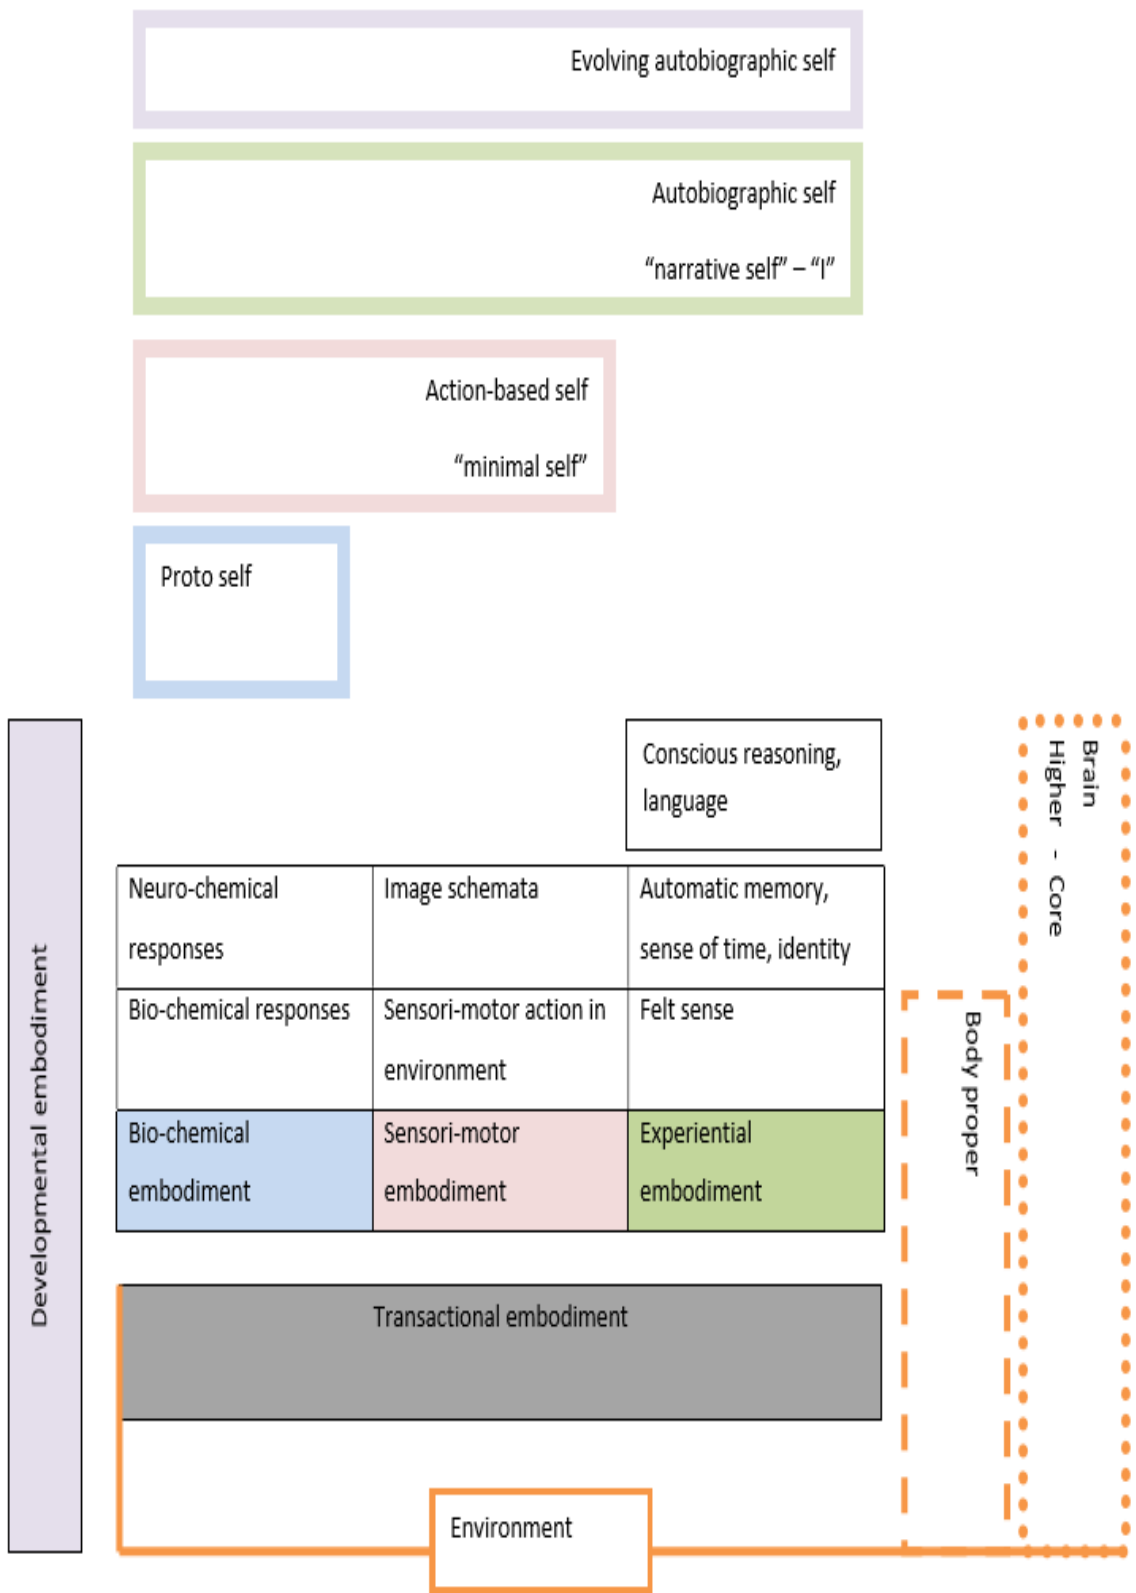 Evolving autobiographic self
Autobiographic self
“narrative self” – “I”
Action-based self
“minimal self”
Proto self
Conscious reasoning,
language
Neuro-chemical
responses
Image schemata
Automatic memory,
sense of time, identity
Bio-chemical responses
Sensori-motor action in
environment
Felt sense
Bio-chemical
embodiment
Sensori-motor
embodiment
Experiential
embodiment
Transactional embodiment
Environment
Developmental embodiment
Body proper
Brain
Higher - Core